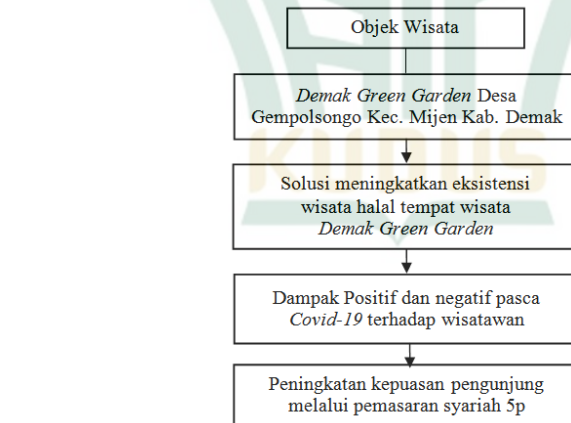 Objek Wisata
Demak Green Garden Desa
Gempolsongo Kec. Mijen Kab. Demak
KUDUS
Solusi meningkatkan eksistensi
wisata halal tempat wisata
Demak Green Garden
Dampak Positif dan negatif pasca
Covid-19 terhadap wisatawan
Peningkatan kepuasan pengunjung
melalui pemasaran syariah 5p